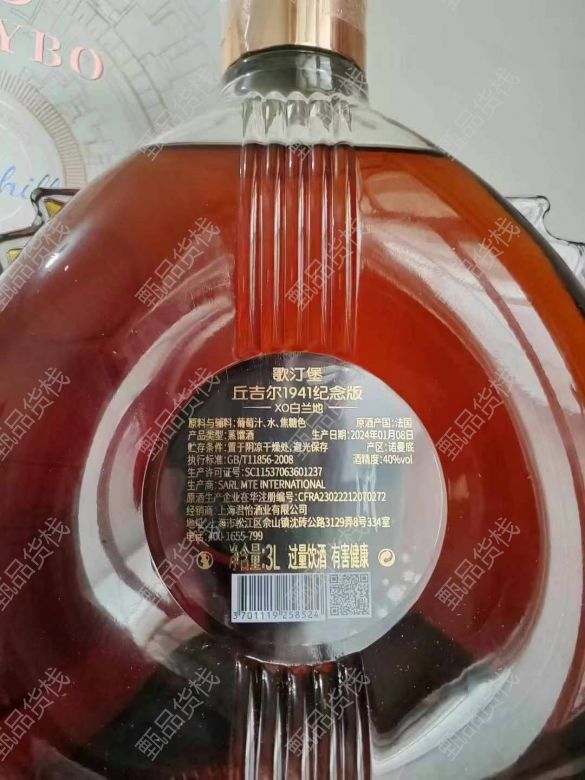 YBO
歌汀堡
丘吉尔1941纪念版
XO白兰地
原料与辅料:葡萄汁、水、焦糖色 原酒产国:法国
产品类型:蒸馏酒 生产日期:2024年01月08日
贮存条件:置于阴凉干燥处,避光保存 产区:诺曼底
执行标准:GB/T11856-2008 酒精度:40%vol
生产许可证号:SC11537063601237
生产商:SARL MTE INTERNATIONAL
原酒生产企业在华注册编号:CFRA23022212070272
经销商:上海君怡酒业有限公司
地址:上海市松江区佘山镇沈砖公路3129弄8号334室
电话:400-1655-799
净含量:3L 过量饮酒 有害健康
3701119258524
甄品货栈